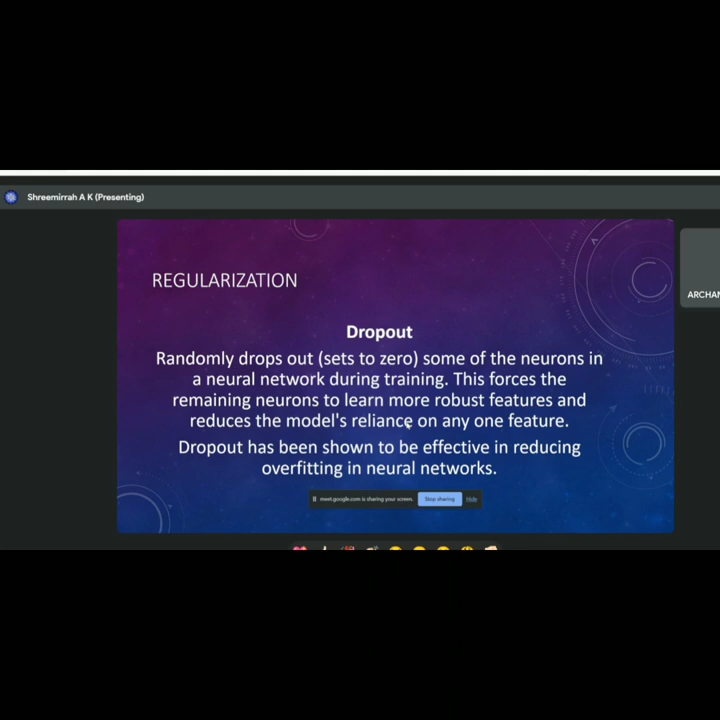 Shreemirrah A K (Presenting)
REGULARIZATION
Dropout
Randomly drops out (sets to zero) some of the neurons in
a neural network during training. This forces the
remaining neurons to learn more robust features and
reduces the model's reliance on any one feature.
Dropout has been shown to be effective in reducing
overfitting in neural networks.
meet.google.com is sharing your screen. Stop sharing Hide
ARCHAN